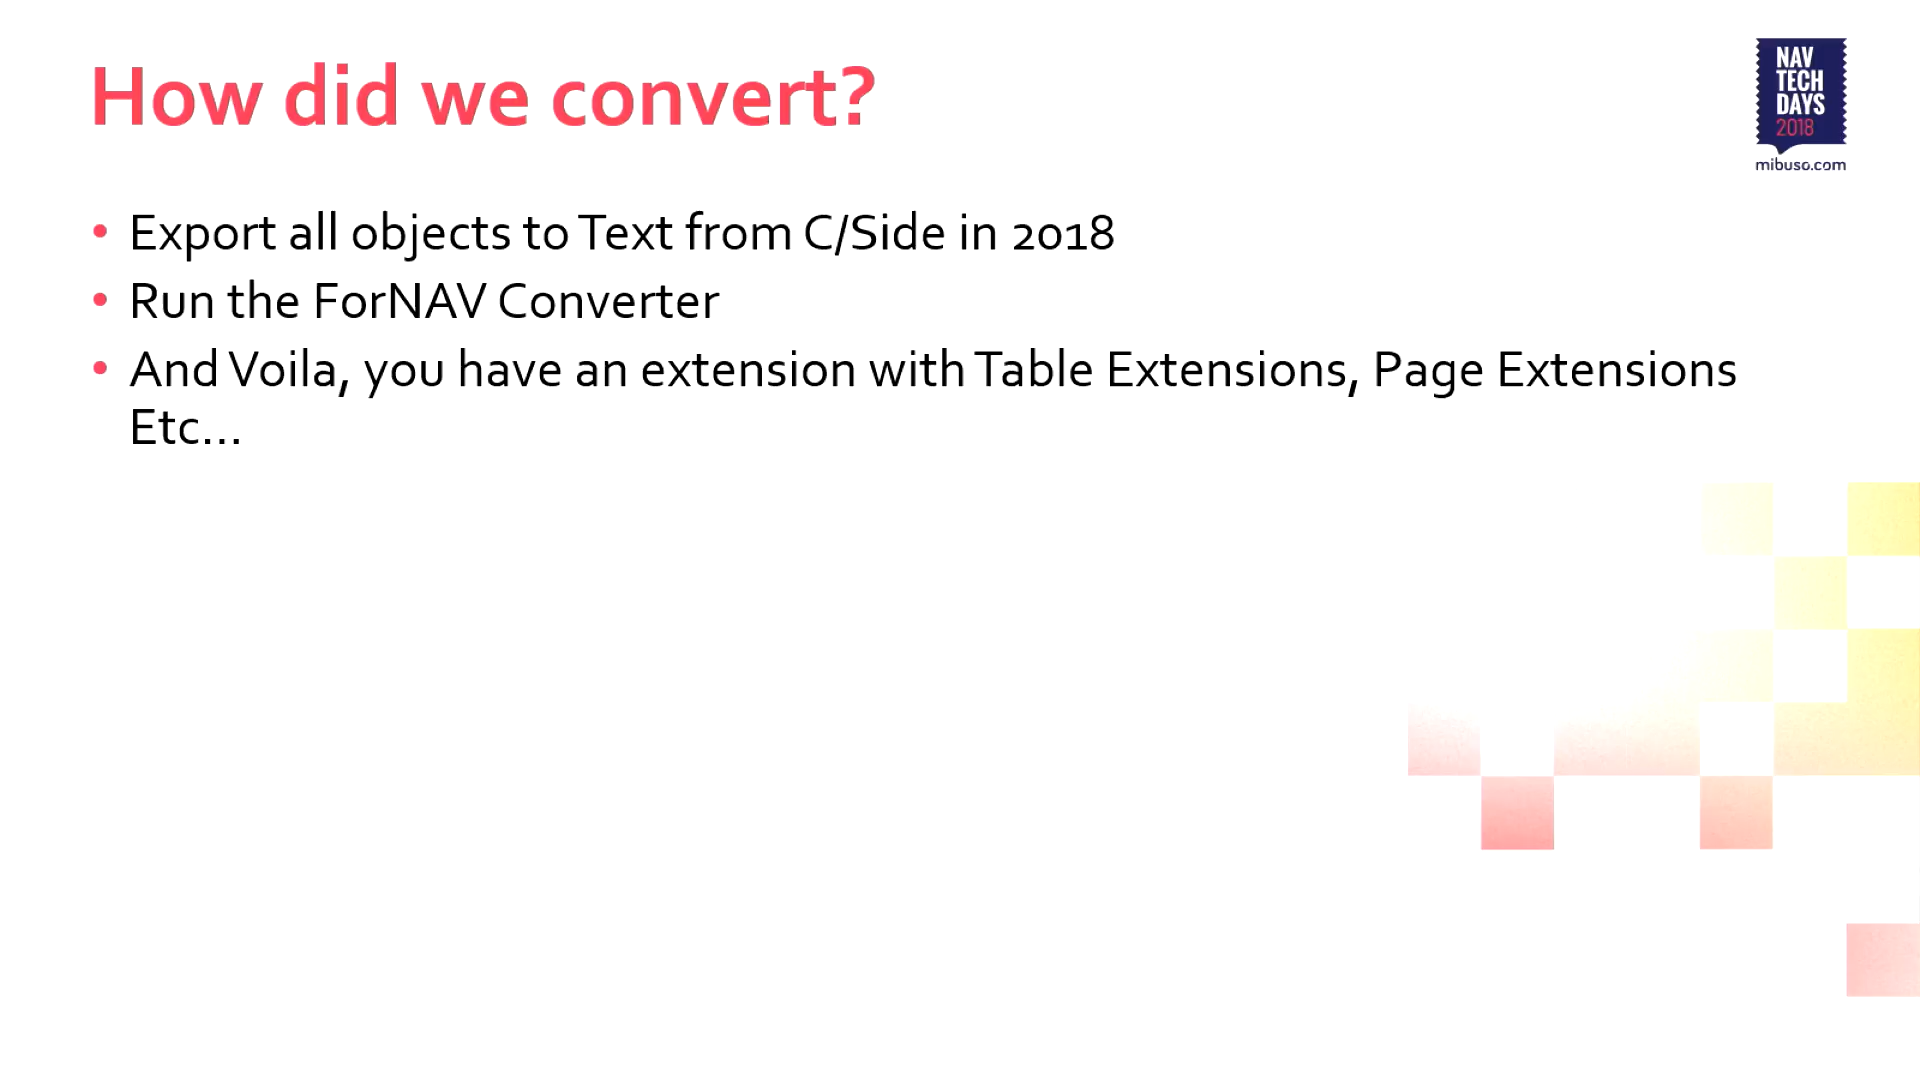 How did we convert?
NAV
TECH
DAYS
2018
mibuso.com
• Export all objects to Text from C/Side in 2018
• Run the ForNAV Converter
• And Voila, you have an extension with Table Extensions, Page Extensions
Etc...